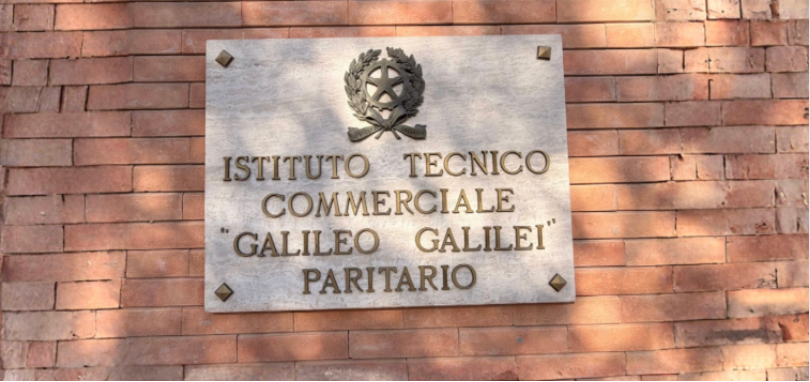 ISTITUTO TECNICO
COMMERCIALE
"GALILEO GALILEI"
PARITARIO